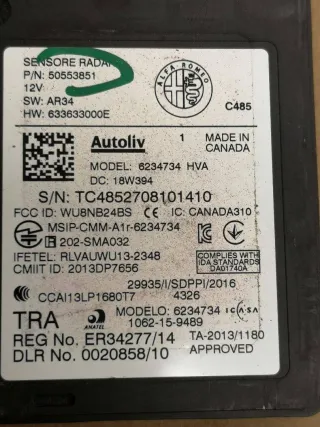 SENSORE RADAR
P/N: 50553851
12V
SW: AR34
HW: 633633000E
ALFA ROMEO
C485
Autoliv 1 MADE IN CANADA
MODEL: 6234734 HVA
DC: 18W394
S/N: TC4852708101410
FCC ID: WU8NB24BS CE IC: CANADA310
MSIP-CMM-A1r-6234734
202-SMA032
IFETEL: RLVAUWU13-2348
CMIIT ID: 2013DP7656
COMPLIES WITH
IDA STANDARDS
DA01740A
29935/I/SDPPI/2016
CCAI13LP1680T7 4326
TRA ANATEL MODELO: 6234734 ICASA
1062-15-9489
REG No. ER34277/14 TA-2013/1180
DLR No. 0020858/10 APPROVED